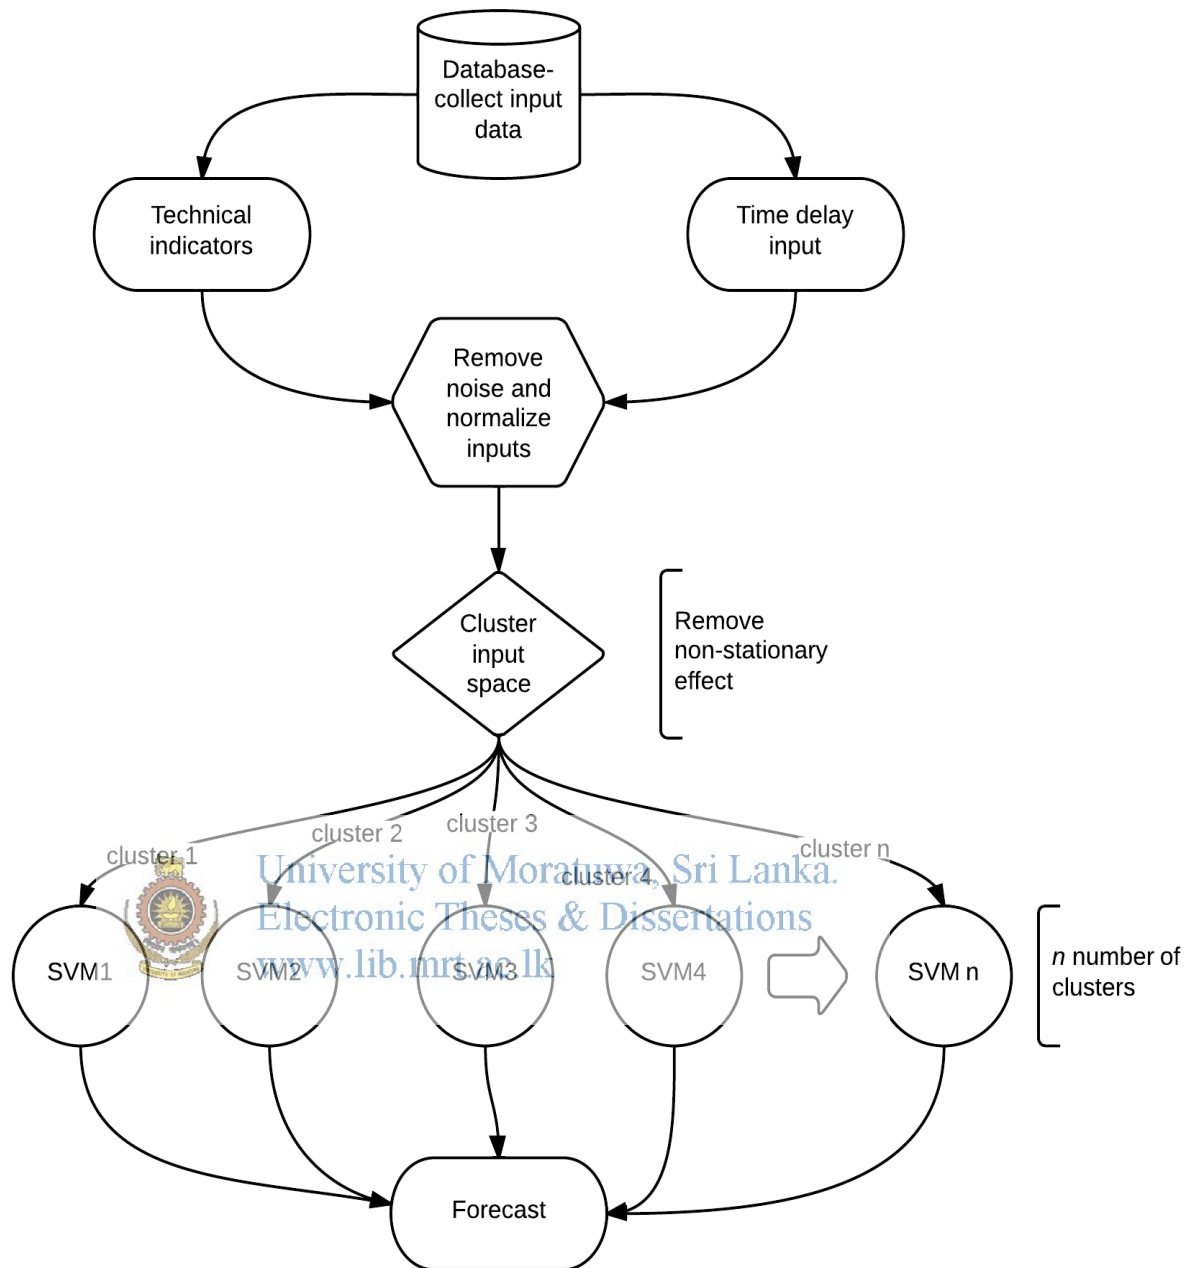 Database-
collect input
data
Technical
indicators
Time delay
input
Remove
noise and
normalize
inputs
Cluster
input
space
Remove
non-stationary
effect
cluster 1
cluster 2
cluster 3
cluster 4
cluster n
University of Moratuwa, Sri Lanka.
Electronic Theses & Dissertations
www.lib.mrt.ac.lk
SVM1
SVM2
SVM3
SVM4
SVM n
n number of
clusters
Forecast